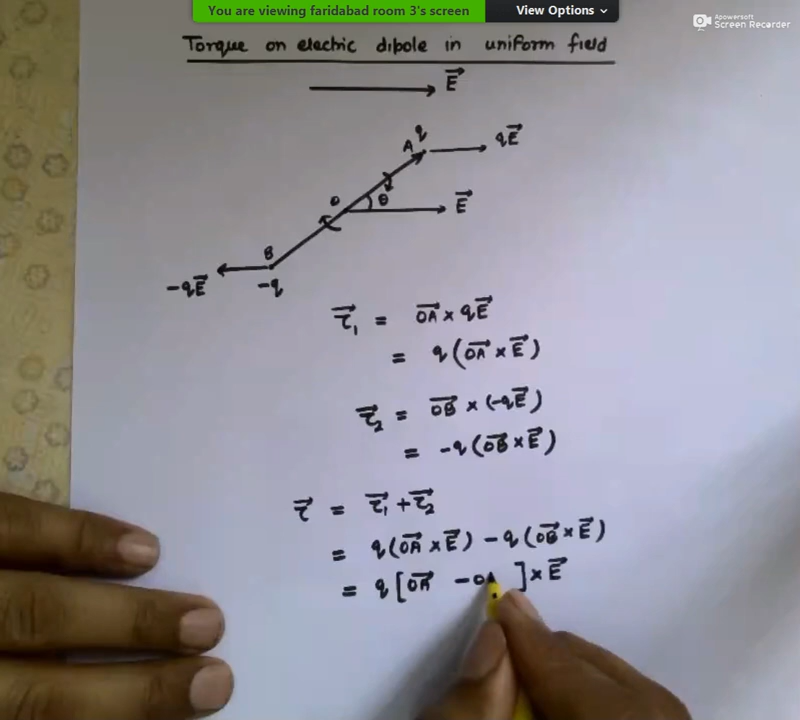 You are viewing faridabad room 3's screen
View Options
Apowersoft
Screen Recorder
Torque on electric dipole in uniform field
E⃗
A q
qE⃗
O θ
E⃗
B
-qE⃗
-q
τ⃗₁ = OA⃗ × qE⃗
= q(OA⃗ × E⃗)
τ⃗₂ = OB⃗ × (-qE⃗)
= -q(OB⃗ × E⃗)
τ⃗ = τ⃗₁ + τ⃗₂
= q(OA⃗ × E⃗) - q(OB⃗ × E⃗)
= q[OA⃗ - O ] × E⃗